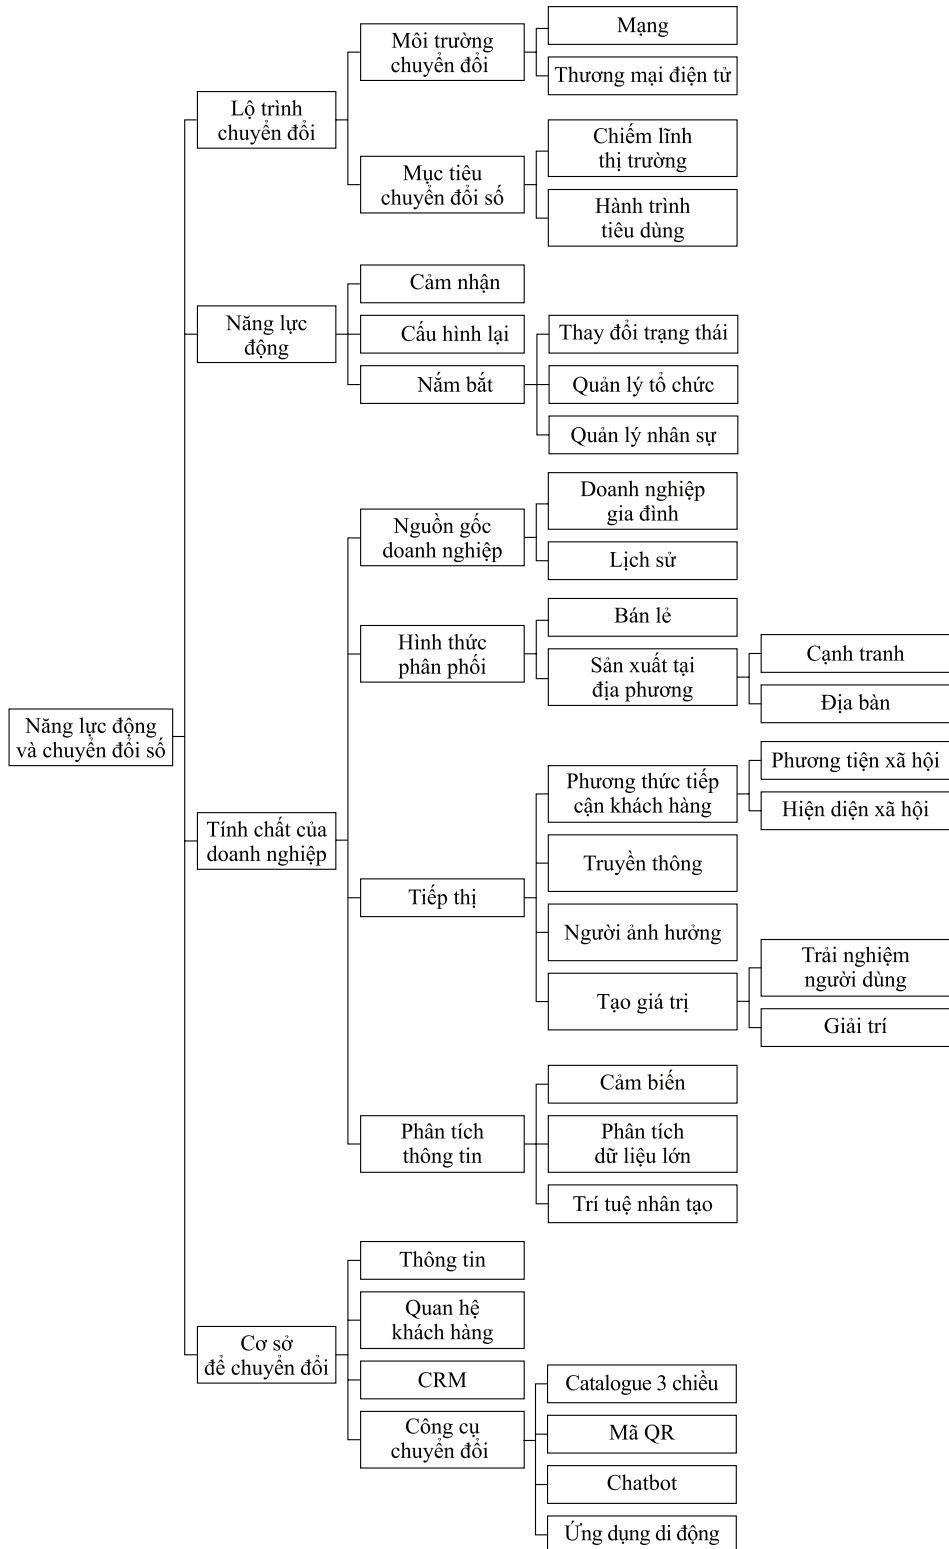 Năng lực động
và chuyển đổi số
Lộ trình
chuyển đổi
Môi trường
chuyển đổi
Mạng
Thương mại điện tử
Mục tiêu
chuyển đổi số
Chiếm lĩnh
thị trường
Hành trình
tiêu dùng
Năng lực
động
Cảm nhận
Cấu hình lại
Nắm bắt
Thay đổi trạng thái
Quản lý tổ chức
Quản lý nhân sự
Tính chất của
doanh nghiệp
Nguồn gốc
doanh nghiệp
Doanh nghiệp
gia đình
Lịch sử
Hình thức
phân phối
Bán lẻ
Sản xuất tại
địa phương
Cạnh tranh
Địa bàn
Tiếp thị
Phương thức tiếp
cận khách hàng
Phương tiện xã hội
Hiện diện xã hội
Truyền thông
Người ảnh hưởng
Tạo giá trị
Trải nghiệm
người dùng
Giải trí
Phân tích
thông tin
Cảm biến
Phân tích
dữ liệu lớn
Trí tuệ nhân tạo
Cơ sở
để chuyển đổi
Thông tin
Quan hệ
khách hàng
CRM
Công cụ
chuyển đổi
Catalogue 3 chiều
Mã QR
Chatbot
Ứng dụng di động